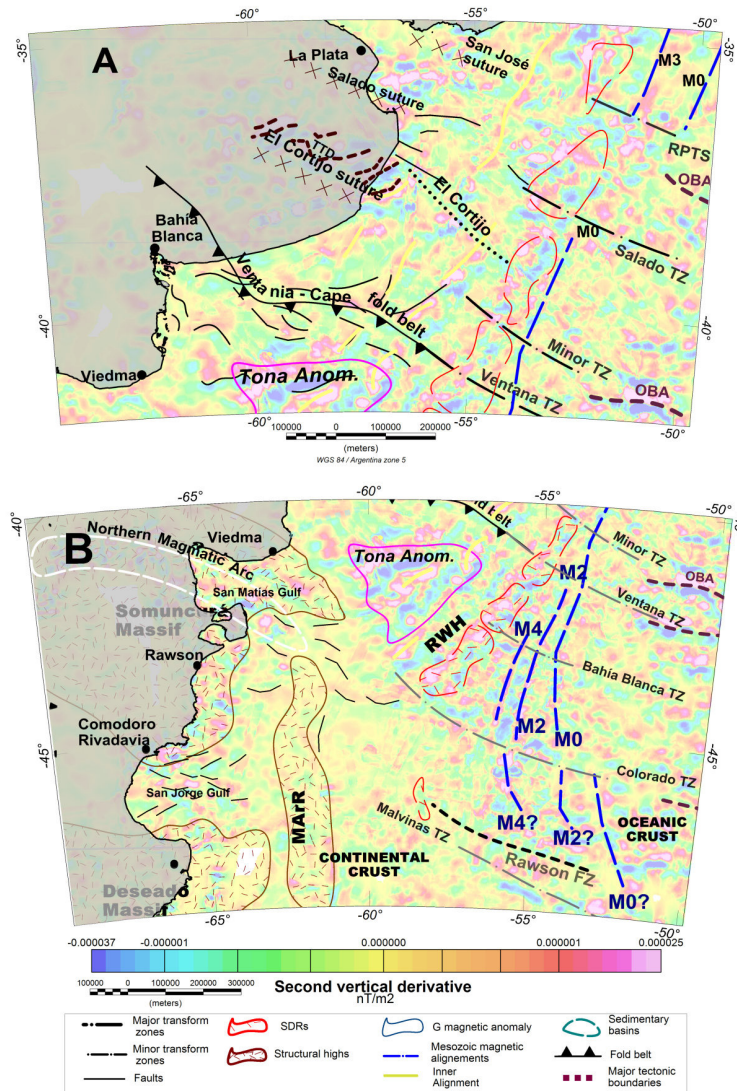 -60°
-55°
-50°
-35°
-35°
A
La Plata
San José
suture
Salado suture
M3
M0
TTD
El Cortijo suture
RPTS
OBA
El Cortijo
Bahía
Blanca
M0
Salado TZ
Ventania - Cape
fold belt
-40°
-40°
Minor TZ
Viedma
Tona Anom.
Ventana TZ
OBA
-60°
-55°
-50°
100000 0 100000 200000
(meters)
WGS 84 / Argentina zone 5
-65°
-60°
-55°
-50°
-40°
B
Northern Magmatic Arc
Viedma
Tona Anom.
Minor TZ
OBA
San Matías Gulf
M2
Ventana TZ
Massif
M4
RWH
Rawson
Bahía Blanca TZ
Comodoro
Rivadavia
M2
M0
-45°
-45°
Colorado TZ
San Jorge Gulf
MArR
Malvinas TZ
M4?
M2?
OCEANIC
CRUST
CONTINENTAL
CRUST
Rawson FZ
Deseado
Massif
M0?
-65°
-60°
-55°
-50°
-0.000037 -0.000001 0.000000 0.000001 0.000025
100000 0 100000 200000 300000
(meters)
Second vertical derivative
nT/m2
Major transform
zones
SDRs
G magnetic anomaly
Sedimentary
basins
Minor transform
zones
Structural highs
Mesozoic magnetic
alignements
Fold belt
Faults
Inner
Alignment
Major tectonic
boundaries